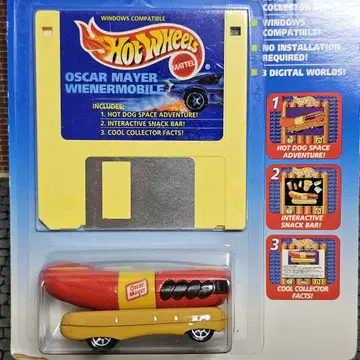 WINDOWS COMPATIBLE
Hot Wheels
MATTEL
OSCAR MAYER
WIENERMOBILE
INCLUDES:
1. HOT DOG SPACE ADVENTURE!
2. INTERACTIVE SNACK BAR!
3. COOL COLLECTOR FACTS!
COLLECTOR
WINDOWS
COMPATIBLE!
NO INSTALLATION
REQUIRED!
3 DIGITAL WORLDS!
1
HOT DOG SPACE
ADVENTURE!
2
INTERACTIVE
SNACK BAR!
3
COOL COLLECTOR
FACTS!
Oscar
Mayer